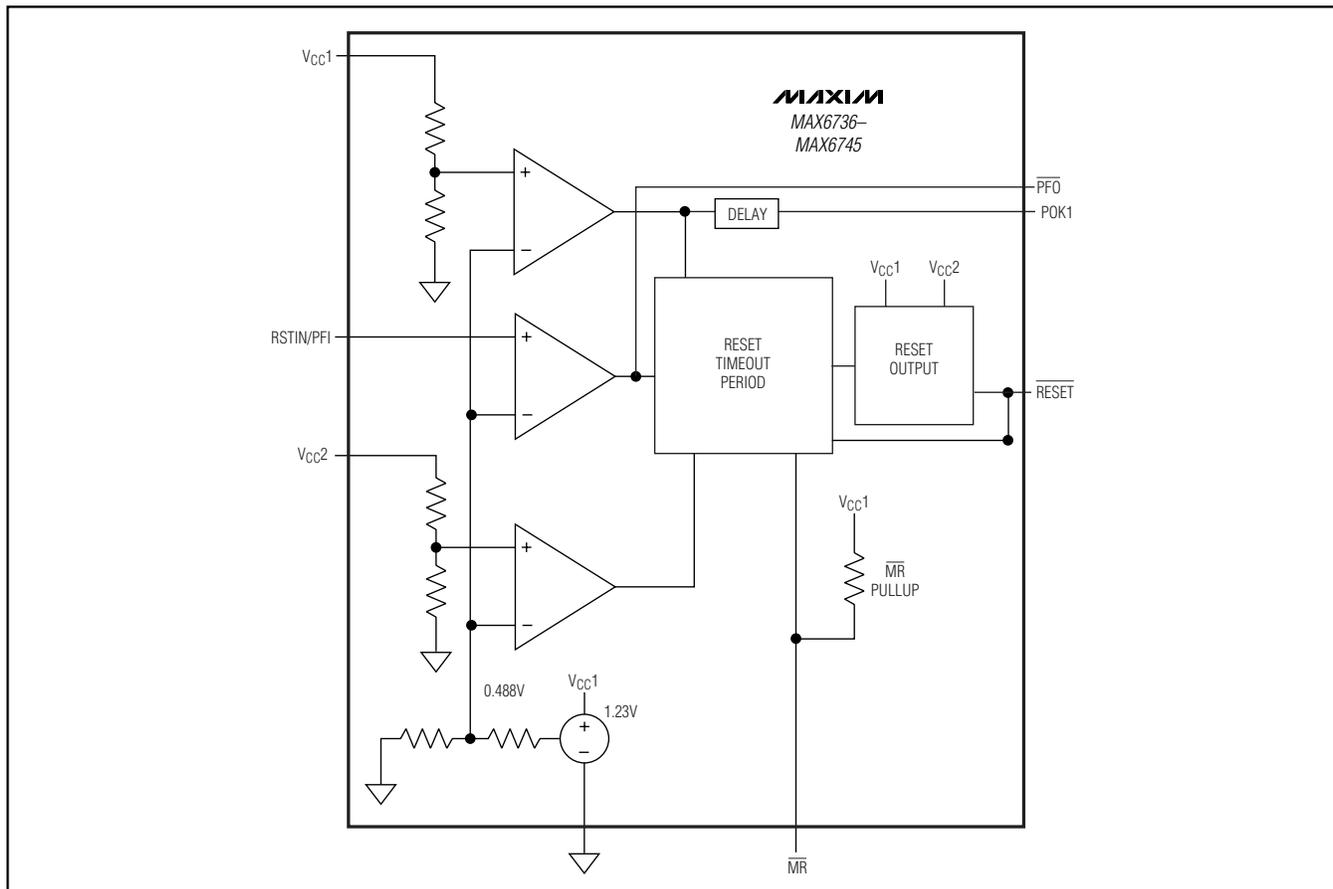 VCC1
MAXIM
MAX6736–
MAX6745
+
−
PFO
DELAY
POK1
VCC1
VCC2
RSTIN/PFI
+
−
RESET
TIMEOUT
PERIOD
RESET
OUTPUT
RESET
VCC2
+
−
VCC1
MR
PULLUP
0.488V
VCC1
1.23V
+
−
MR